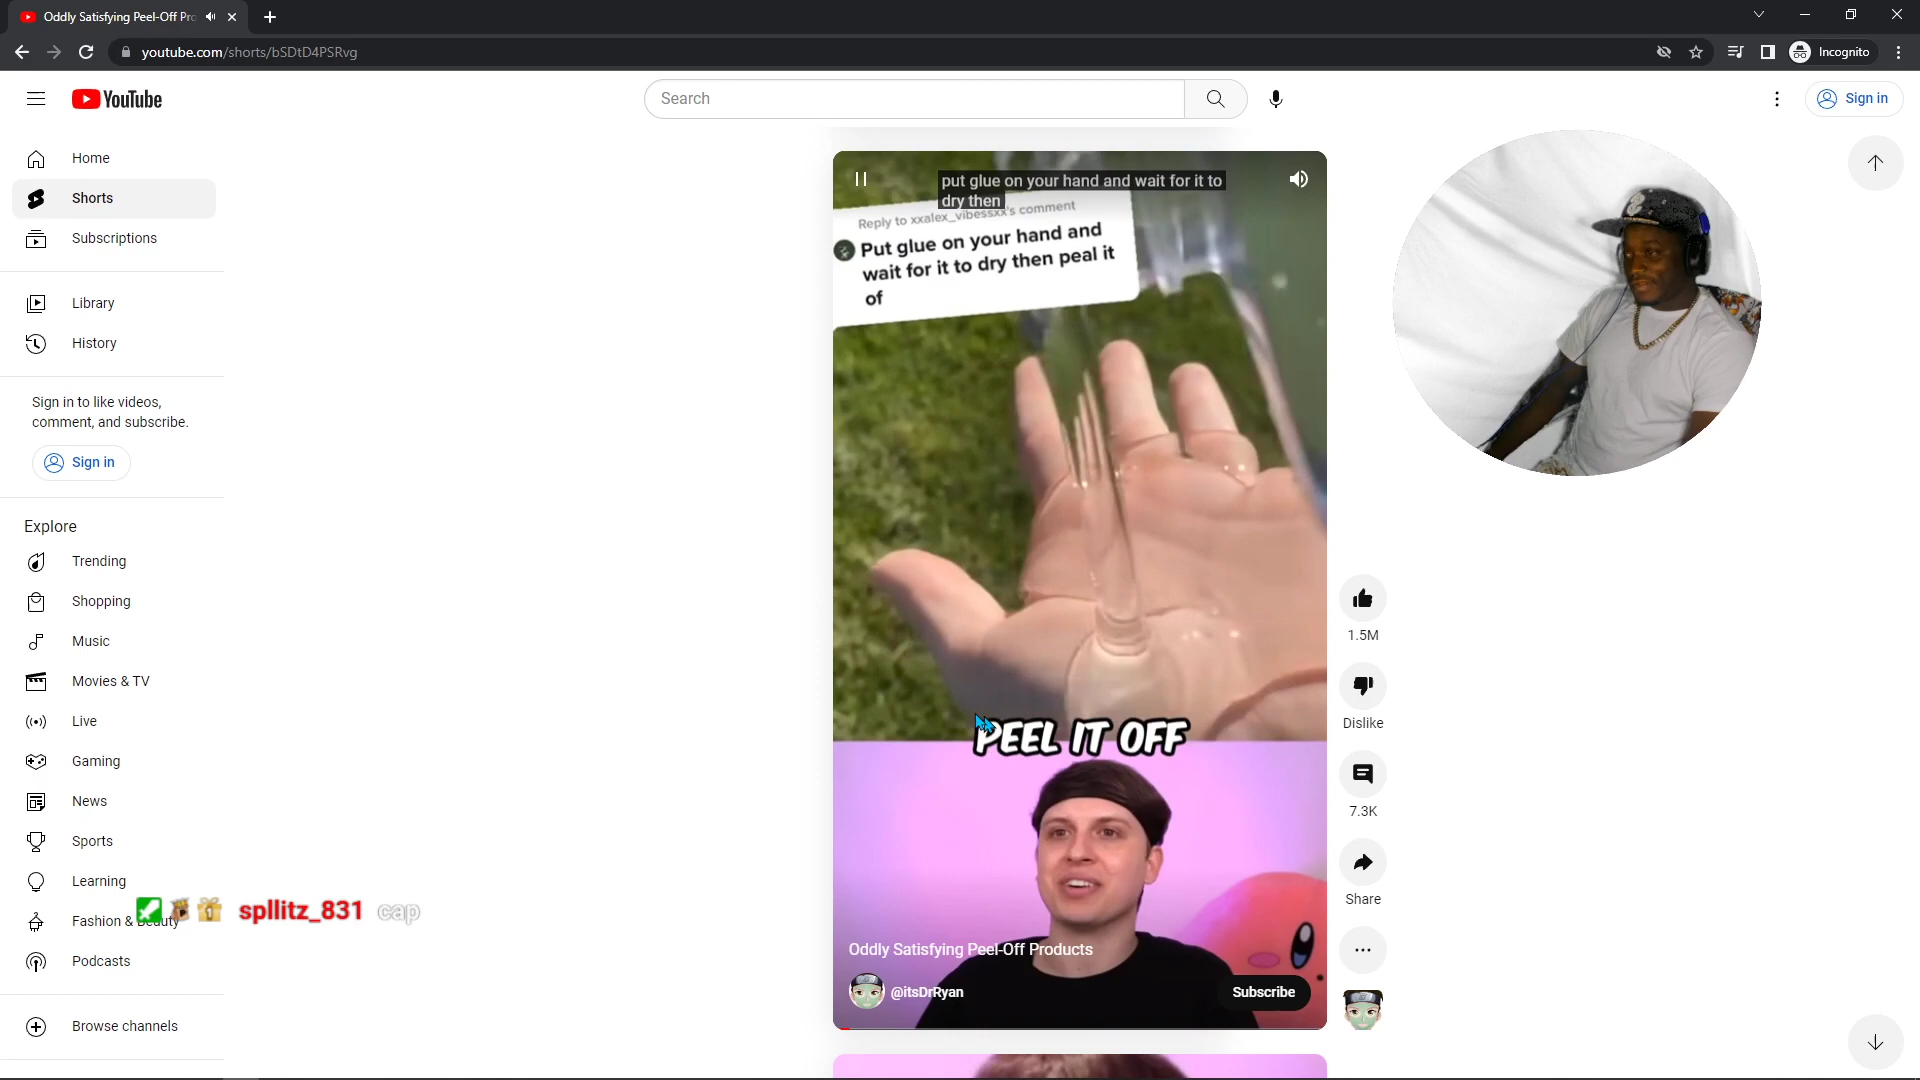 Oddly Satisfying Peel-Off Pro
youtube.com/shorts/bSDtD4PSRvg
Incognito
YouTube
Search
Sign in
Home
Shorts
Subscriptions
Library
History
Sign in to like videos,
comment, and subscribe.
Sign in
Explore
Trending
Shopping
Music
Movies & TV
Live
Gaming
News
Sports
Learning
Fashion & Beauty
Podcasts
Browse channels
spllitz_831 cap
put glue on your hand and wait for it to
dry then
Reply to xxalex_vibessxx's comment
Put glue on your hand and
wait for it to dry then peal it
of
PEEL IT OFF
Oddly Satisfying Peel-Off Products
@itsDrRyan
Subscribe
1.5M
Dislike
7.3K
Share